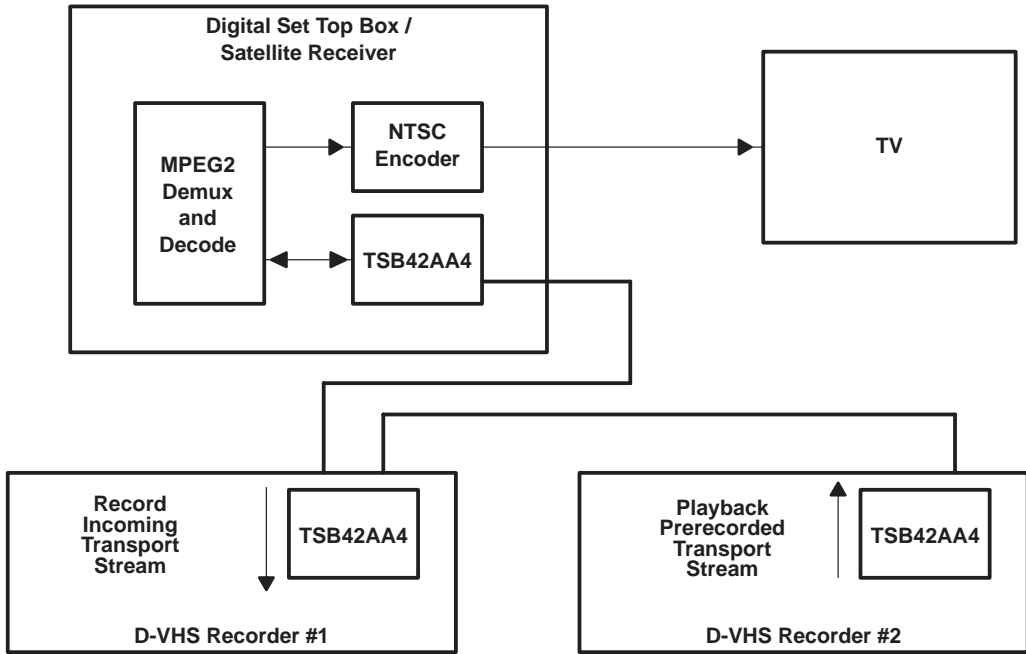 Digital Set Top Box /
Satellite Receiver
MPEG2
Demux
and
Decode
NTSC
Encoder
TSB42AA4
TV
Record
Incoming
Transport
Stream
TSB42AA4
D-VHS Recorder #1
Playback
Prerecorded
Transport
Stream
TSB42AA4
D-VHS Recorder #2